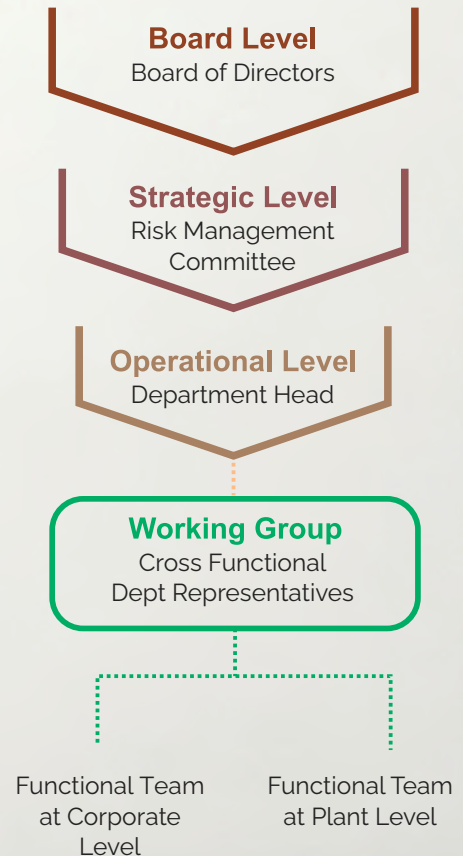 Board Level
Board of Directors
Strategic Level
Risk Management
Committee
Operational Level
Department Head
Working Group
Cross Functional
Dept Representatives
Functional Team
at Corporate
Level
Functional Team
at Plant Level